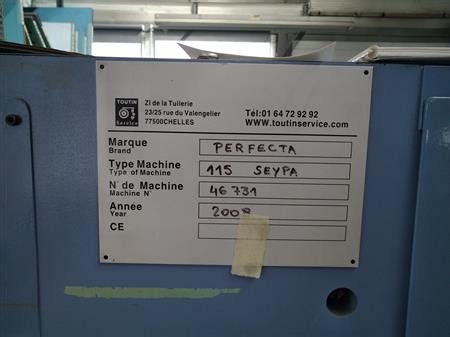 TOUTIN
Service
ZI de la Tuilerie
23/25 rue du Valengelier
77500CHELLES
Tél:01 64 72 92 92
www.toutinservice.com
Marque
Brand
PERFECTA
Type Machine
Type of Machine
115 SEYPA
N° de Machine
Machine N°
46731
Année
Year
2008
CE